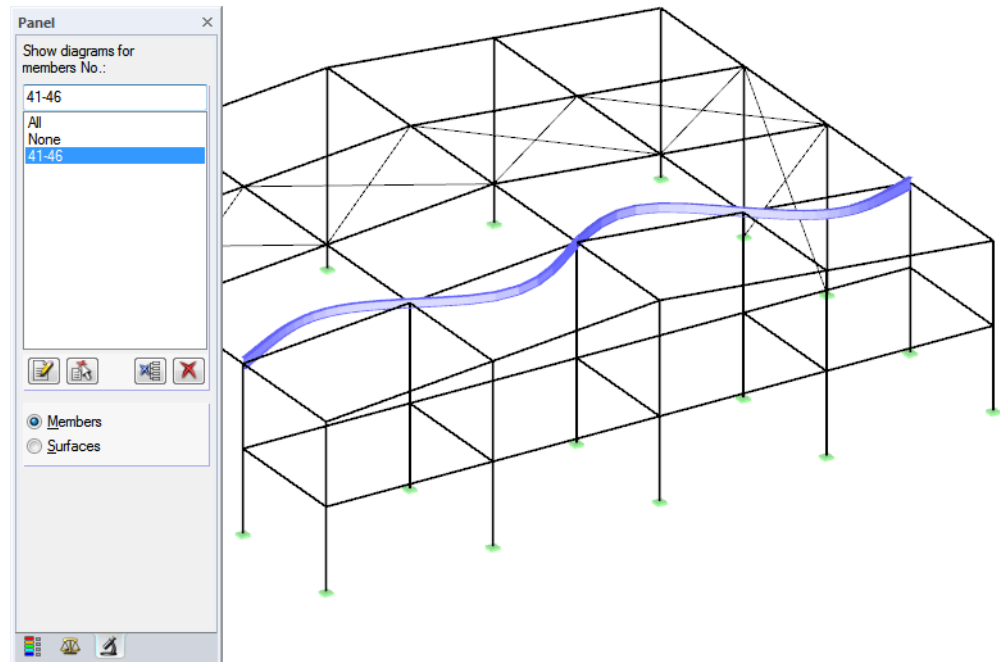 Panel
Show diagrams for
members No.:
41-46
All
None
41-46
Members
Surfaces